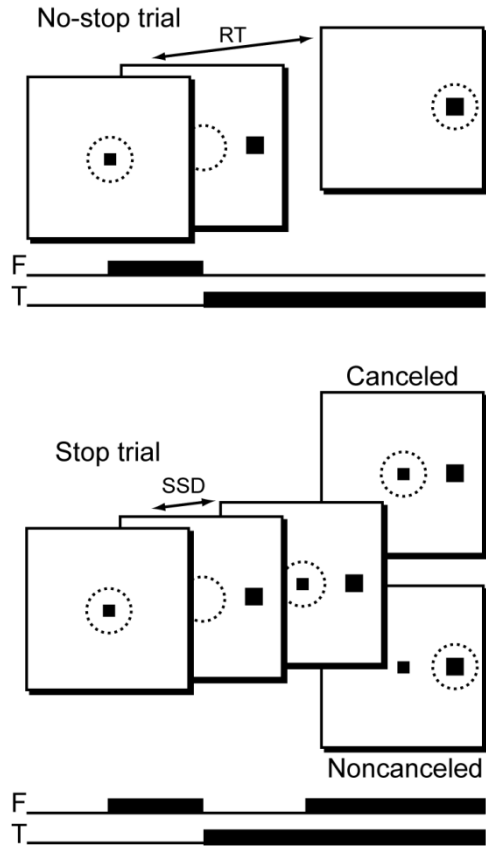 No-stop trial
RT
F
T
Canceled
Stop trial
SSD
Noncanceled
F
T